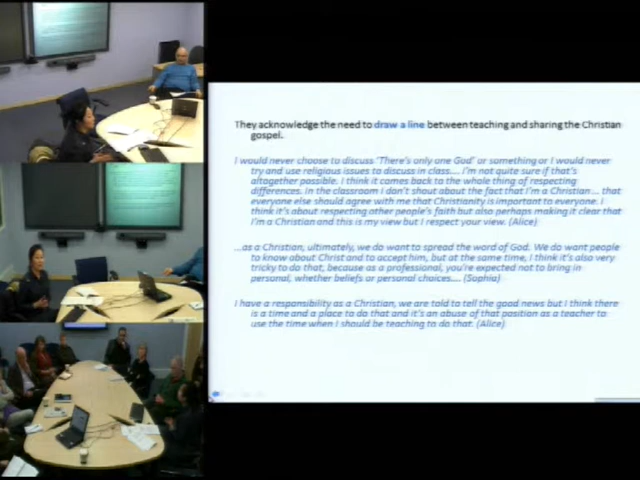 They acknowledge the need to draw a line between teaching and sharing the Christian
gospel.
I would never choose to discuss 'There's only one God' or something or I would never
try and use religious issues to discuss in class.... I'm not quite sure if that's
altogether possible. I think it comes back to the whole thing of respecting
differences. In the classroom I don't shout about the fact that I'm a Christian... that
everyone else should agree with me that Christianity is important to everyone. I
think it's about respecting other people's faith but also perhaps making it clear that
I'm a Christian and this is my view but I respect your view. (Alice)
...as a Christian, ultimately, we do want to spread the word of God. We do want people
to know about Christ and to accept him, but at the same time, I think it's also very
tricky to do that, because as a professional, you're expected not to bring in
personal, whether beliefs or personal choices.... (Sophia)
I have a responsibility as a Christian, we are told to tell the good news but I think there
is a time and a place to do that and it's an abuse of that position as a teacher to
use the time when I should be teaching to do that. (Alice)